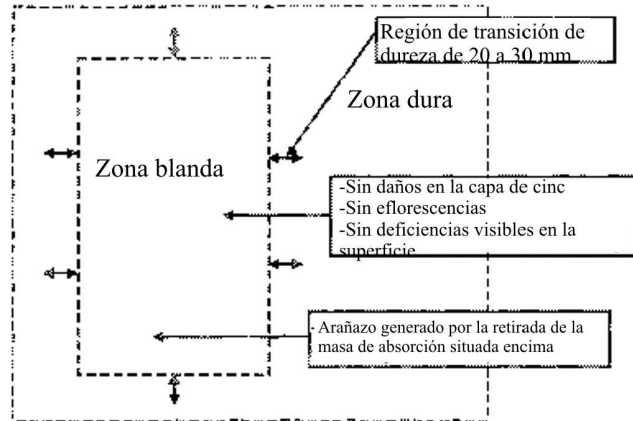 Región de transición de
dureza de 20 a 30 mm
Zona dura
Zona blanda
-Sin daños en la capa de cinc
-Sin eflorescencias
-Sin deficiencias visibles en la
superficie
- Arañazo generado por la retirada de la
masa de absorción situada encima